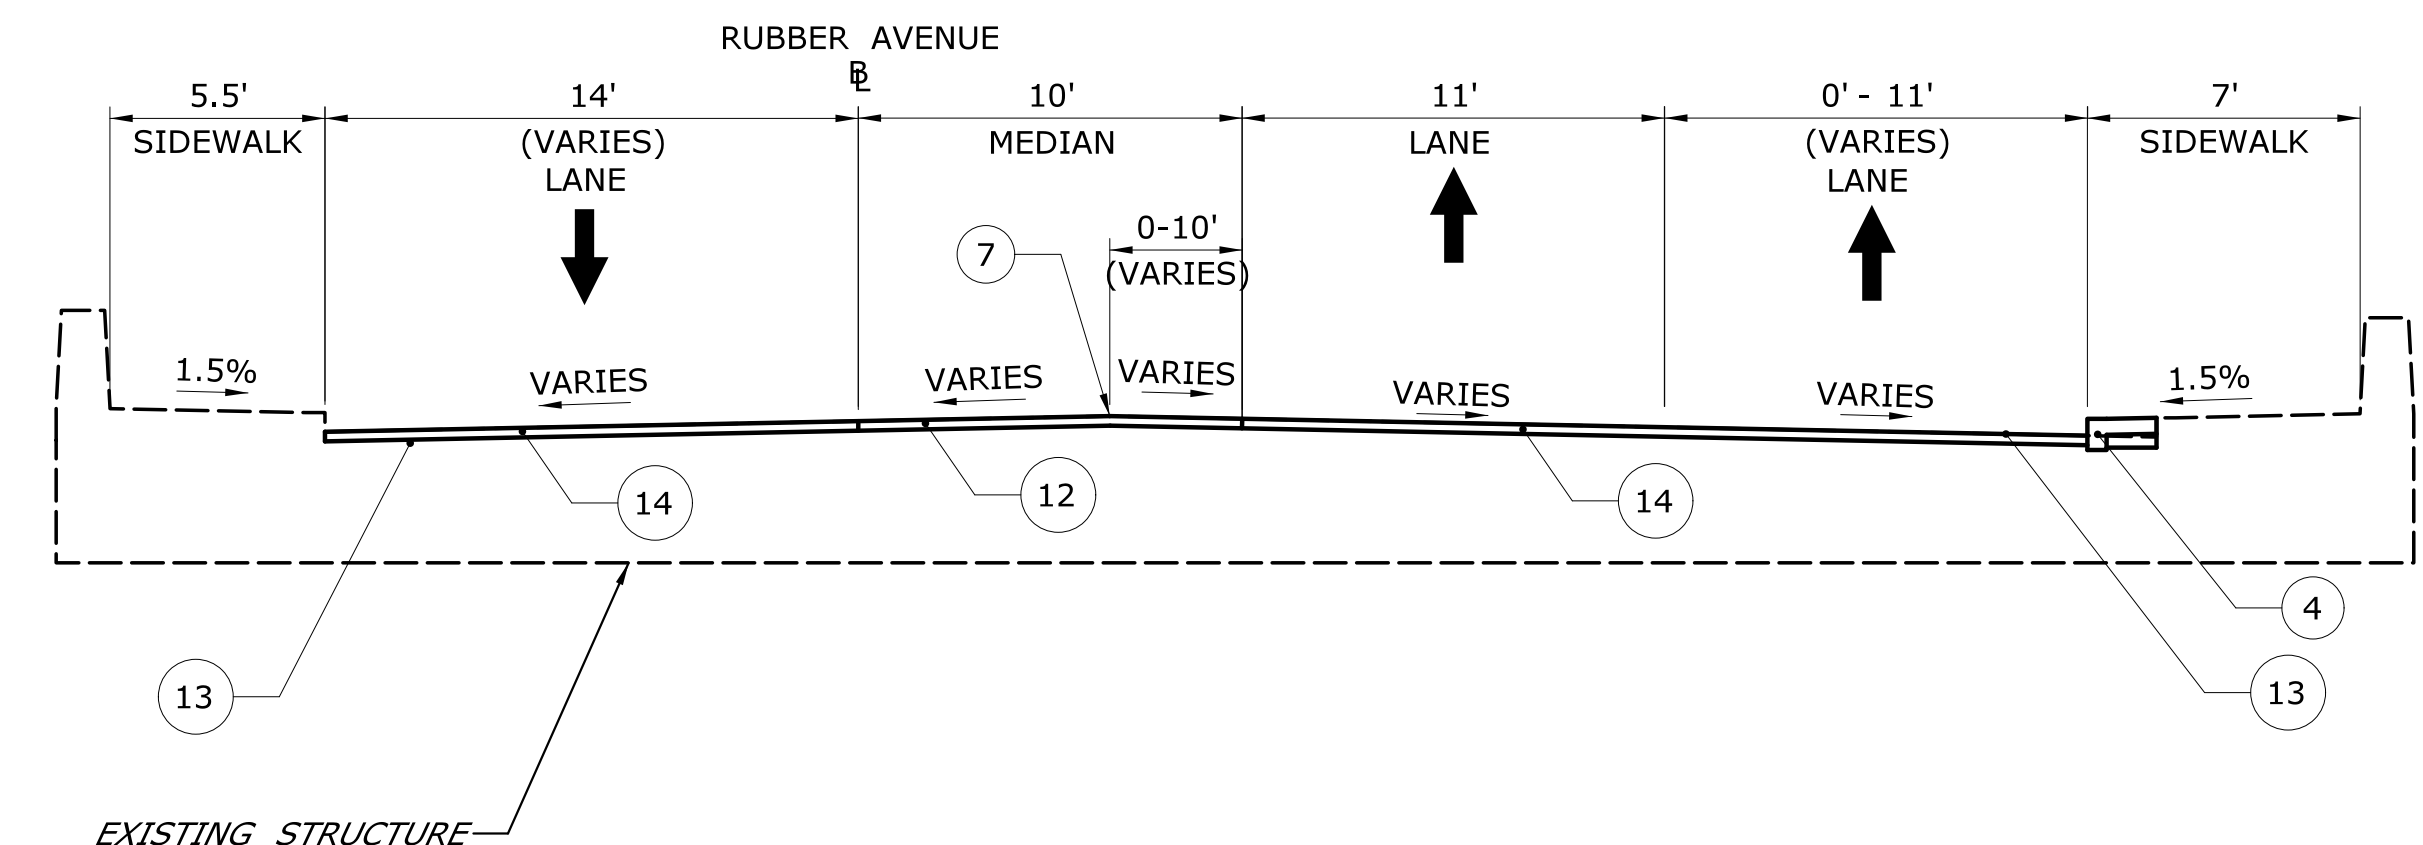 RUBBER AVENUE
BL
5.5'
14'
10'
11'
0' - 11'
7'
SIDEWALK
(VARIES)
LANE
MEDIAN
LANE
(VARIES)
LANE
SIDEWALK
0-10'
(VARIES)
7
1.5%
VARIES
VARIES
VARIES
VARIES
VARIES
1.5%
14
12
14
4
13
13
EXISTING STRUCTURE